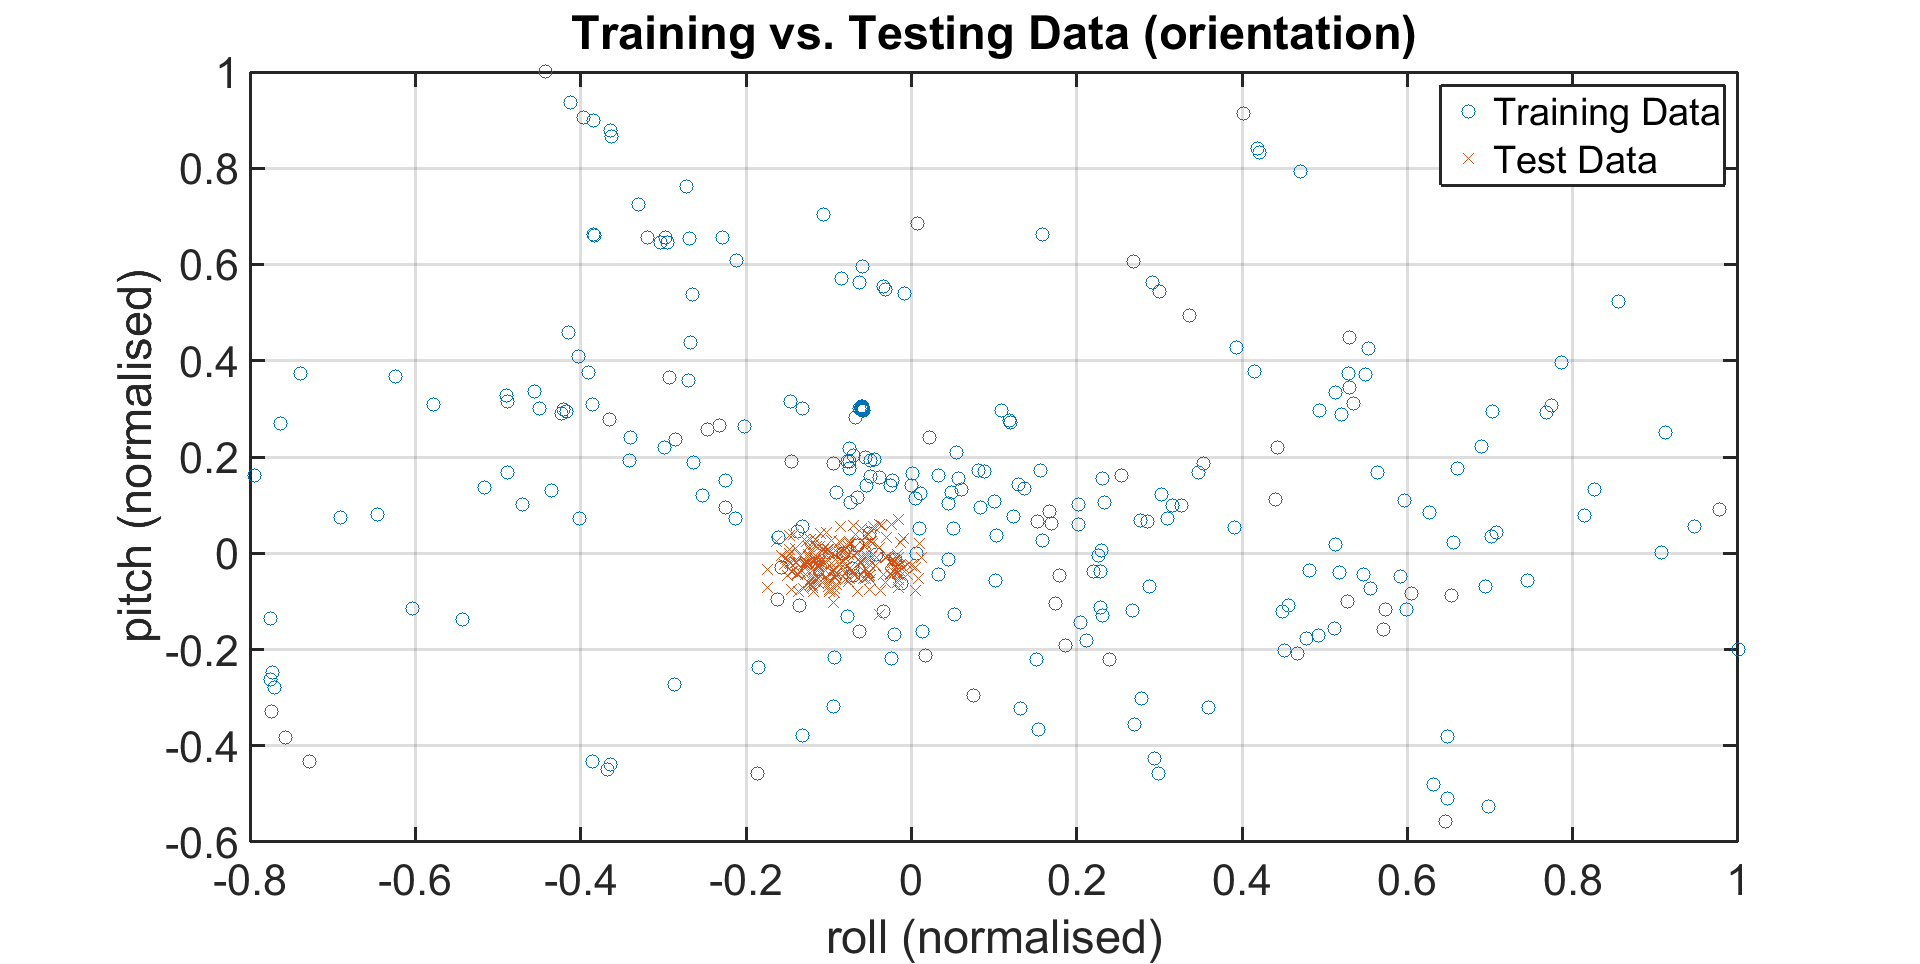 Training vs. Testing Data (orientation)
Training Data
Test Data
1
0.8
0.6
0.4
0.2
0
-0.2
-0.4
-0.6
pitch (normalised)
-0.8 -0.6 -0.4 -0.2 0 0.2 0.4 0.6 0.8 1
roll (normalised)